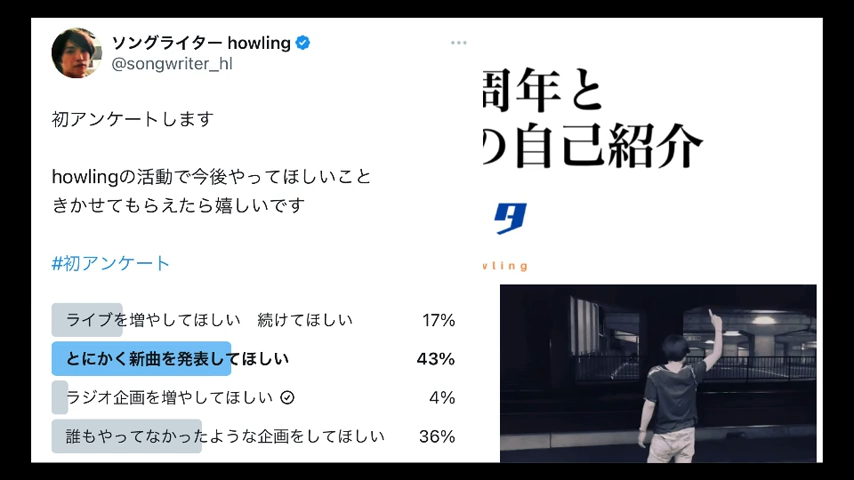 ソングライター howling
@songwriter_hl
初アンケートします
howlingの活動で今後やってほしいこと
きかせてもらえたら嬉しいです
#初アンケート
ライブを増やしてほしい　続けてほしい 17%
とにかく新曲を発表してほしい 43%
ラジオ企画を増やしてほしい 4%
誰もやってなかったような企画をしてほしい 36%
周年と
の自己紹介
タ
wling